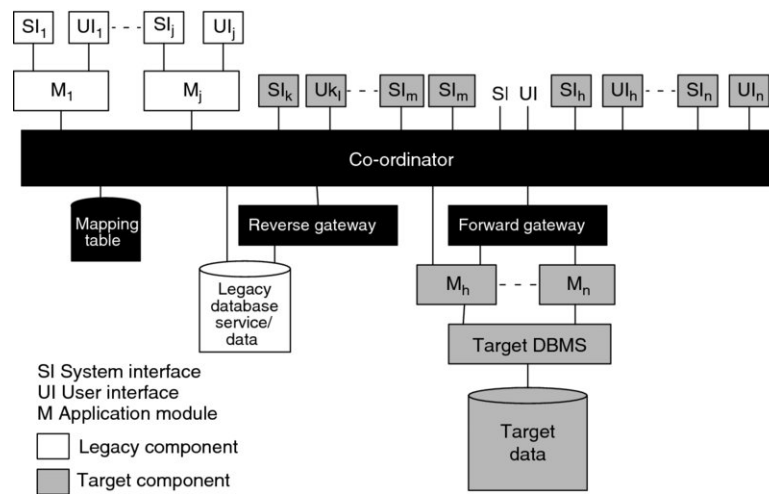 SI₁ UI₁ SIⱼ UIⱼ
M₁ Mⱼ
SIₖ Ukₗ SIₘ SIₘ SI UI SIₕ UIₕ SIₙ UIₙ
Co-ordinator
Mapping
table
Reverse gateway
Forward gateway
Legacy
database
service/
data
Mₕ Mₙ
Target DBMS
Target
data
SI System interface
UI User interface
M Application module
Legacy component
Target component